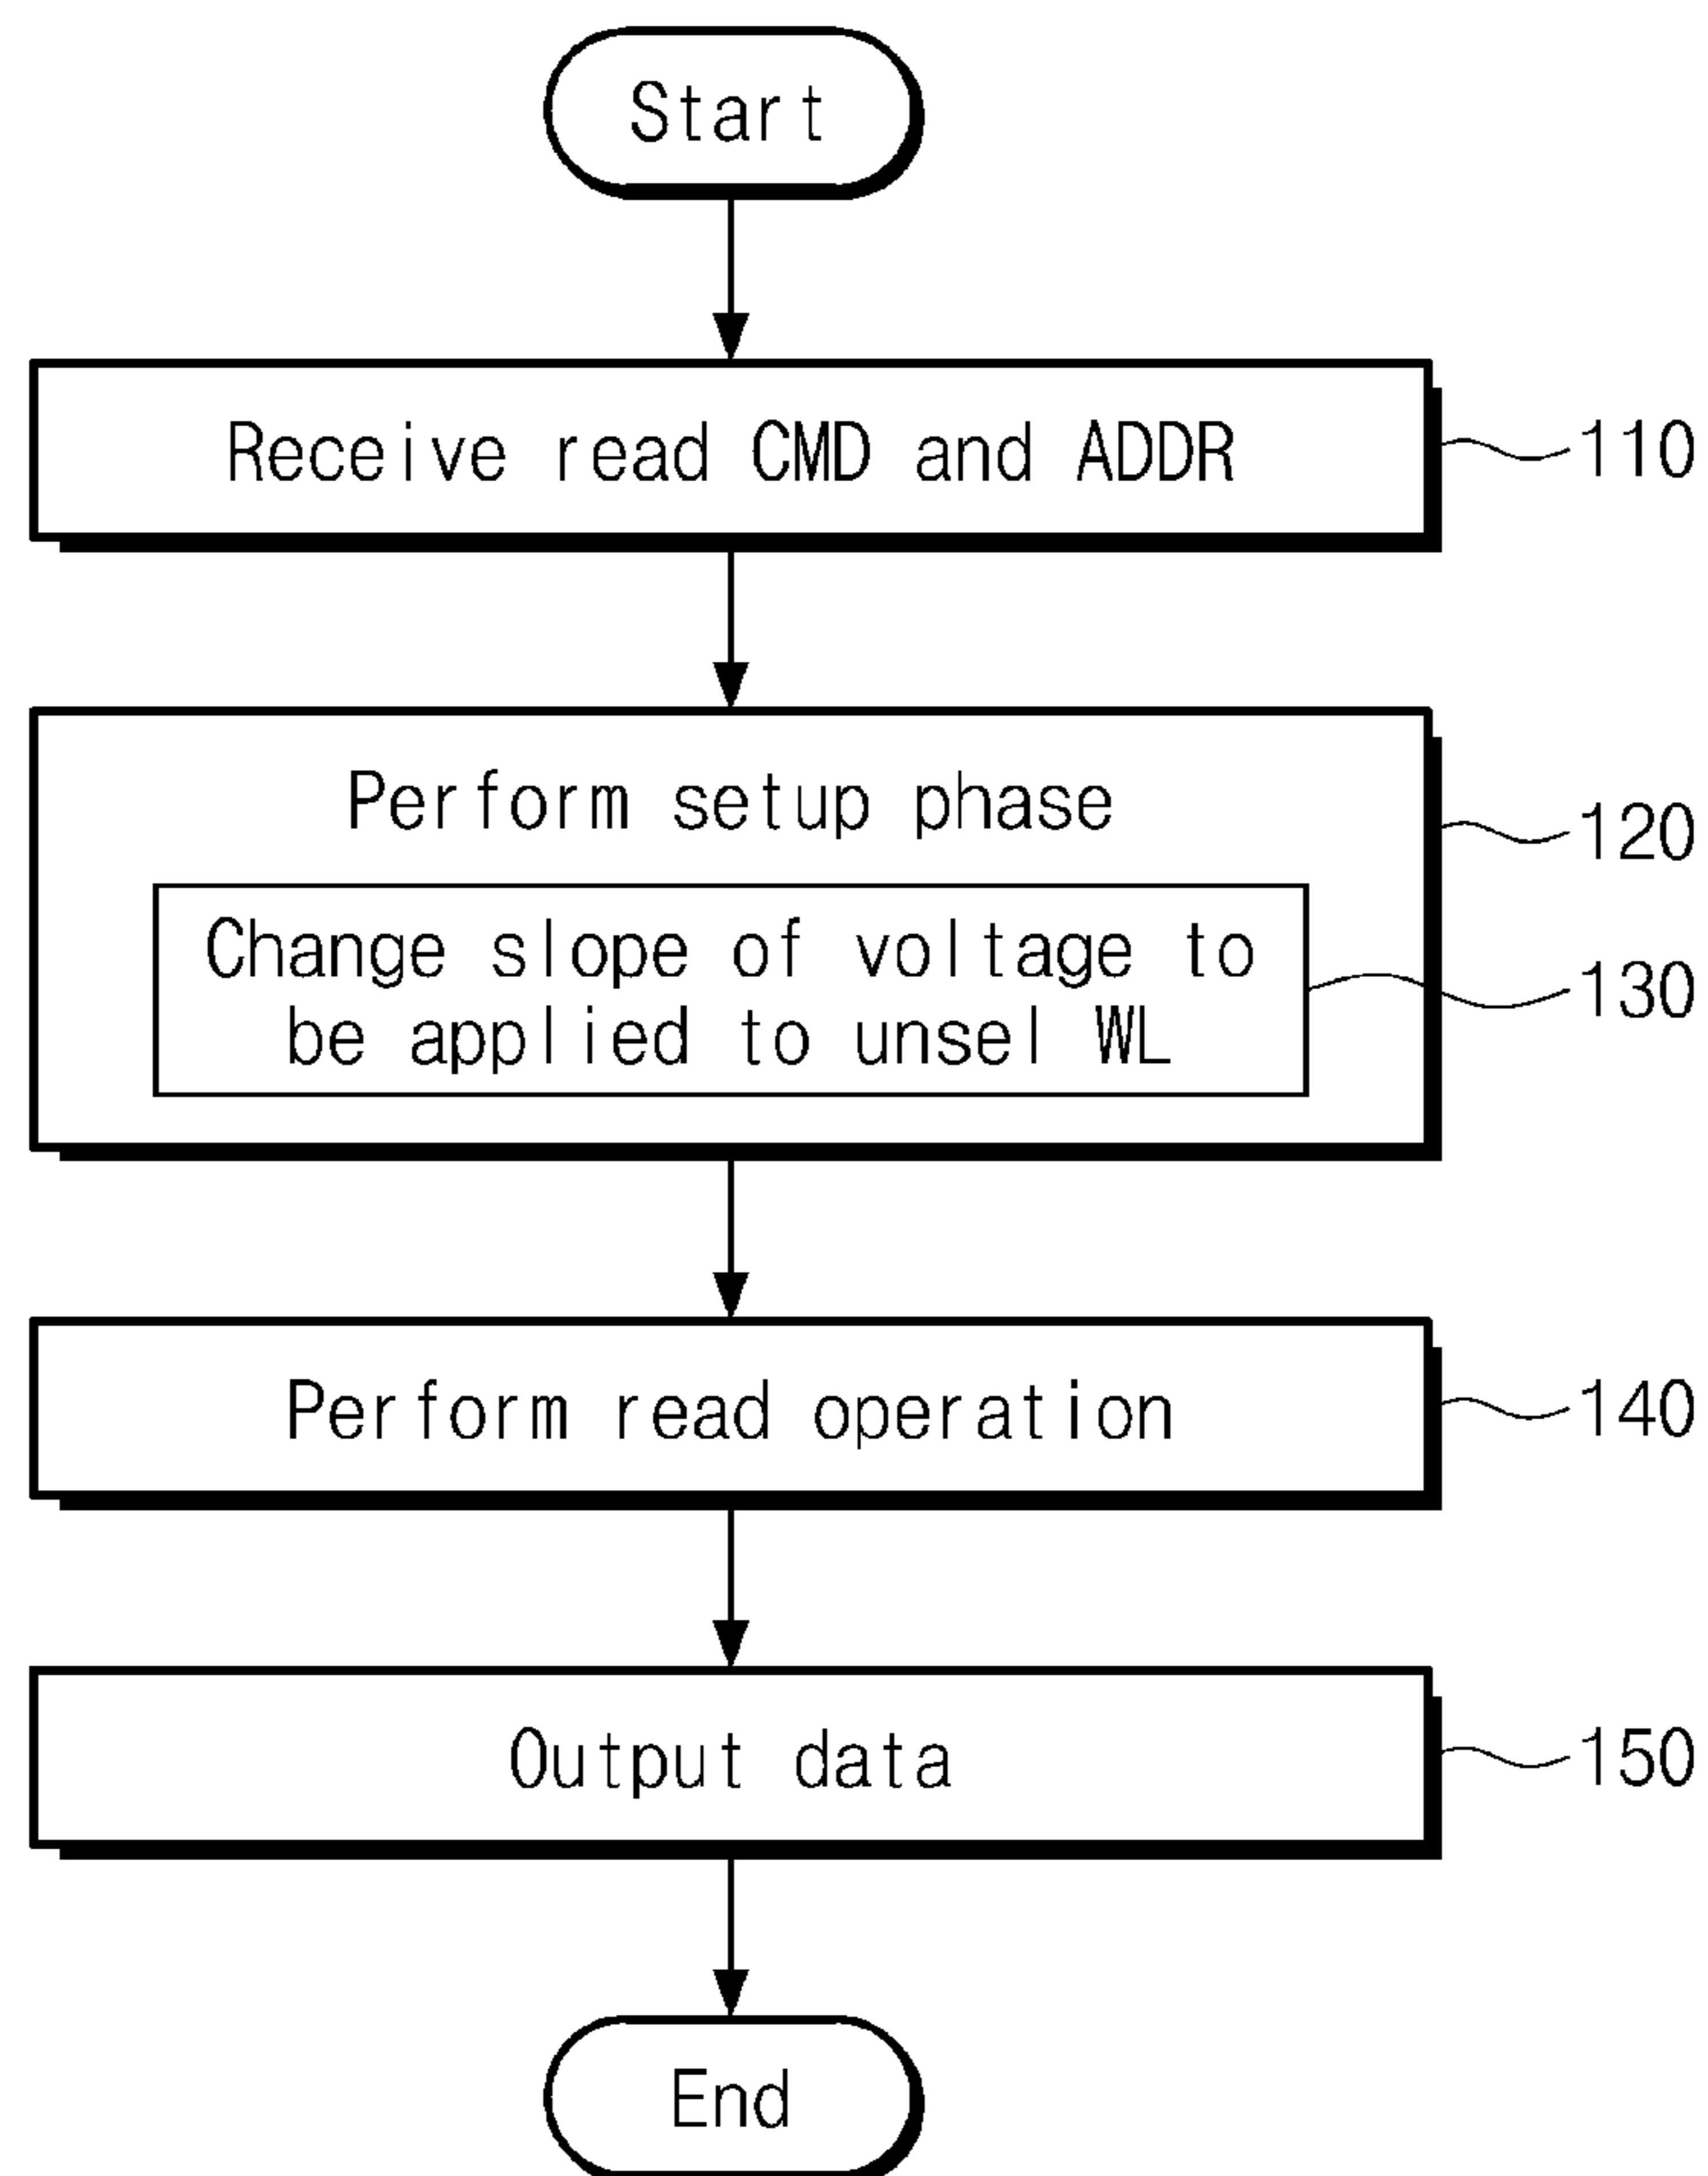 Start
Receive read CMD and ADDR
110
Perform setup phase
120
Change slope of voltage to
be applied to unsel WL
130
Perform read operation
140
Output data
150
End